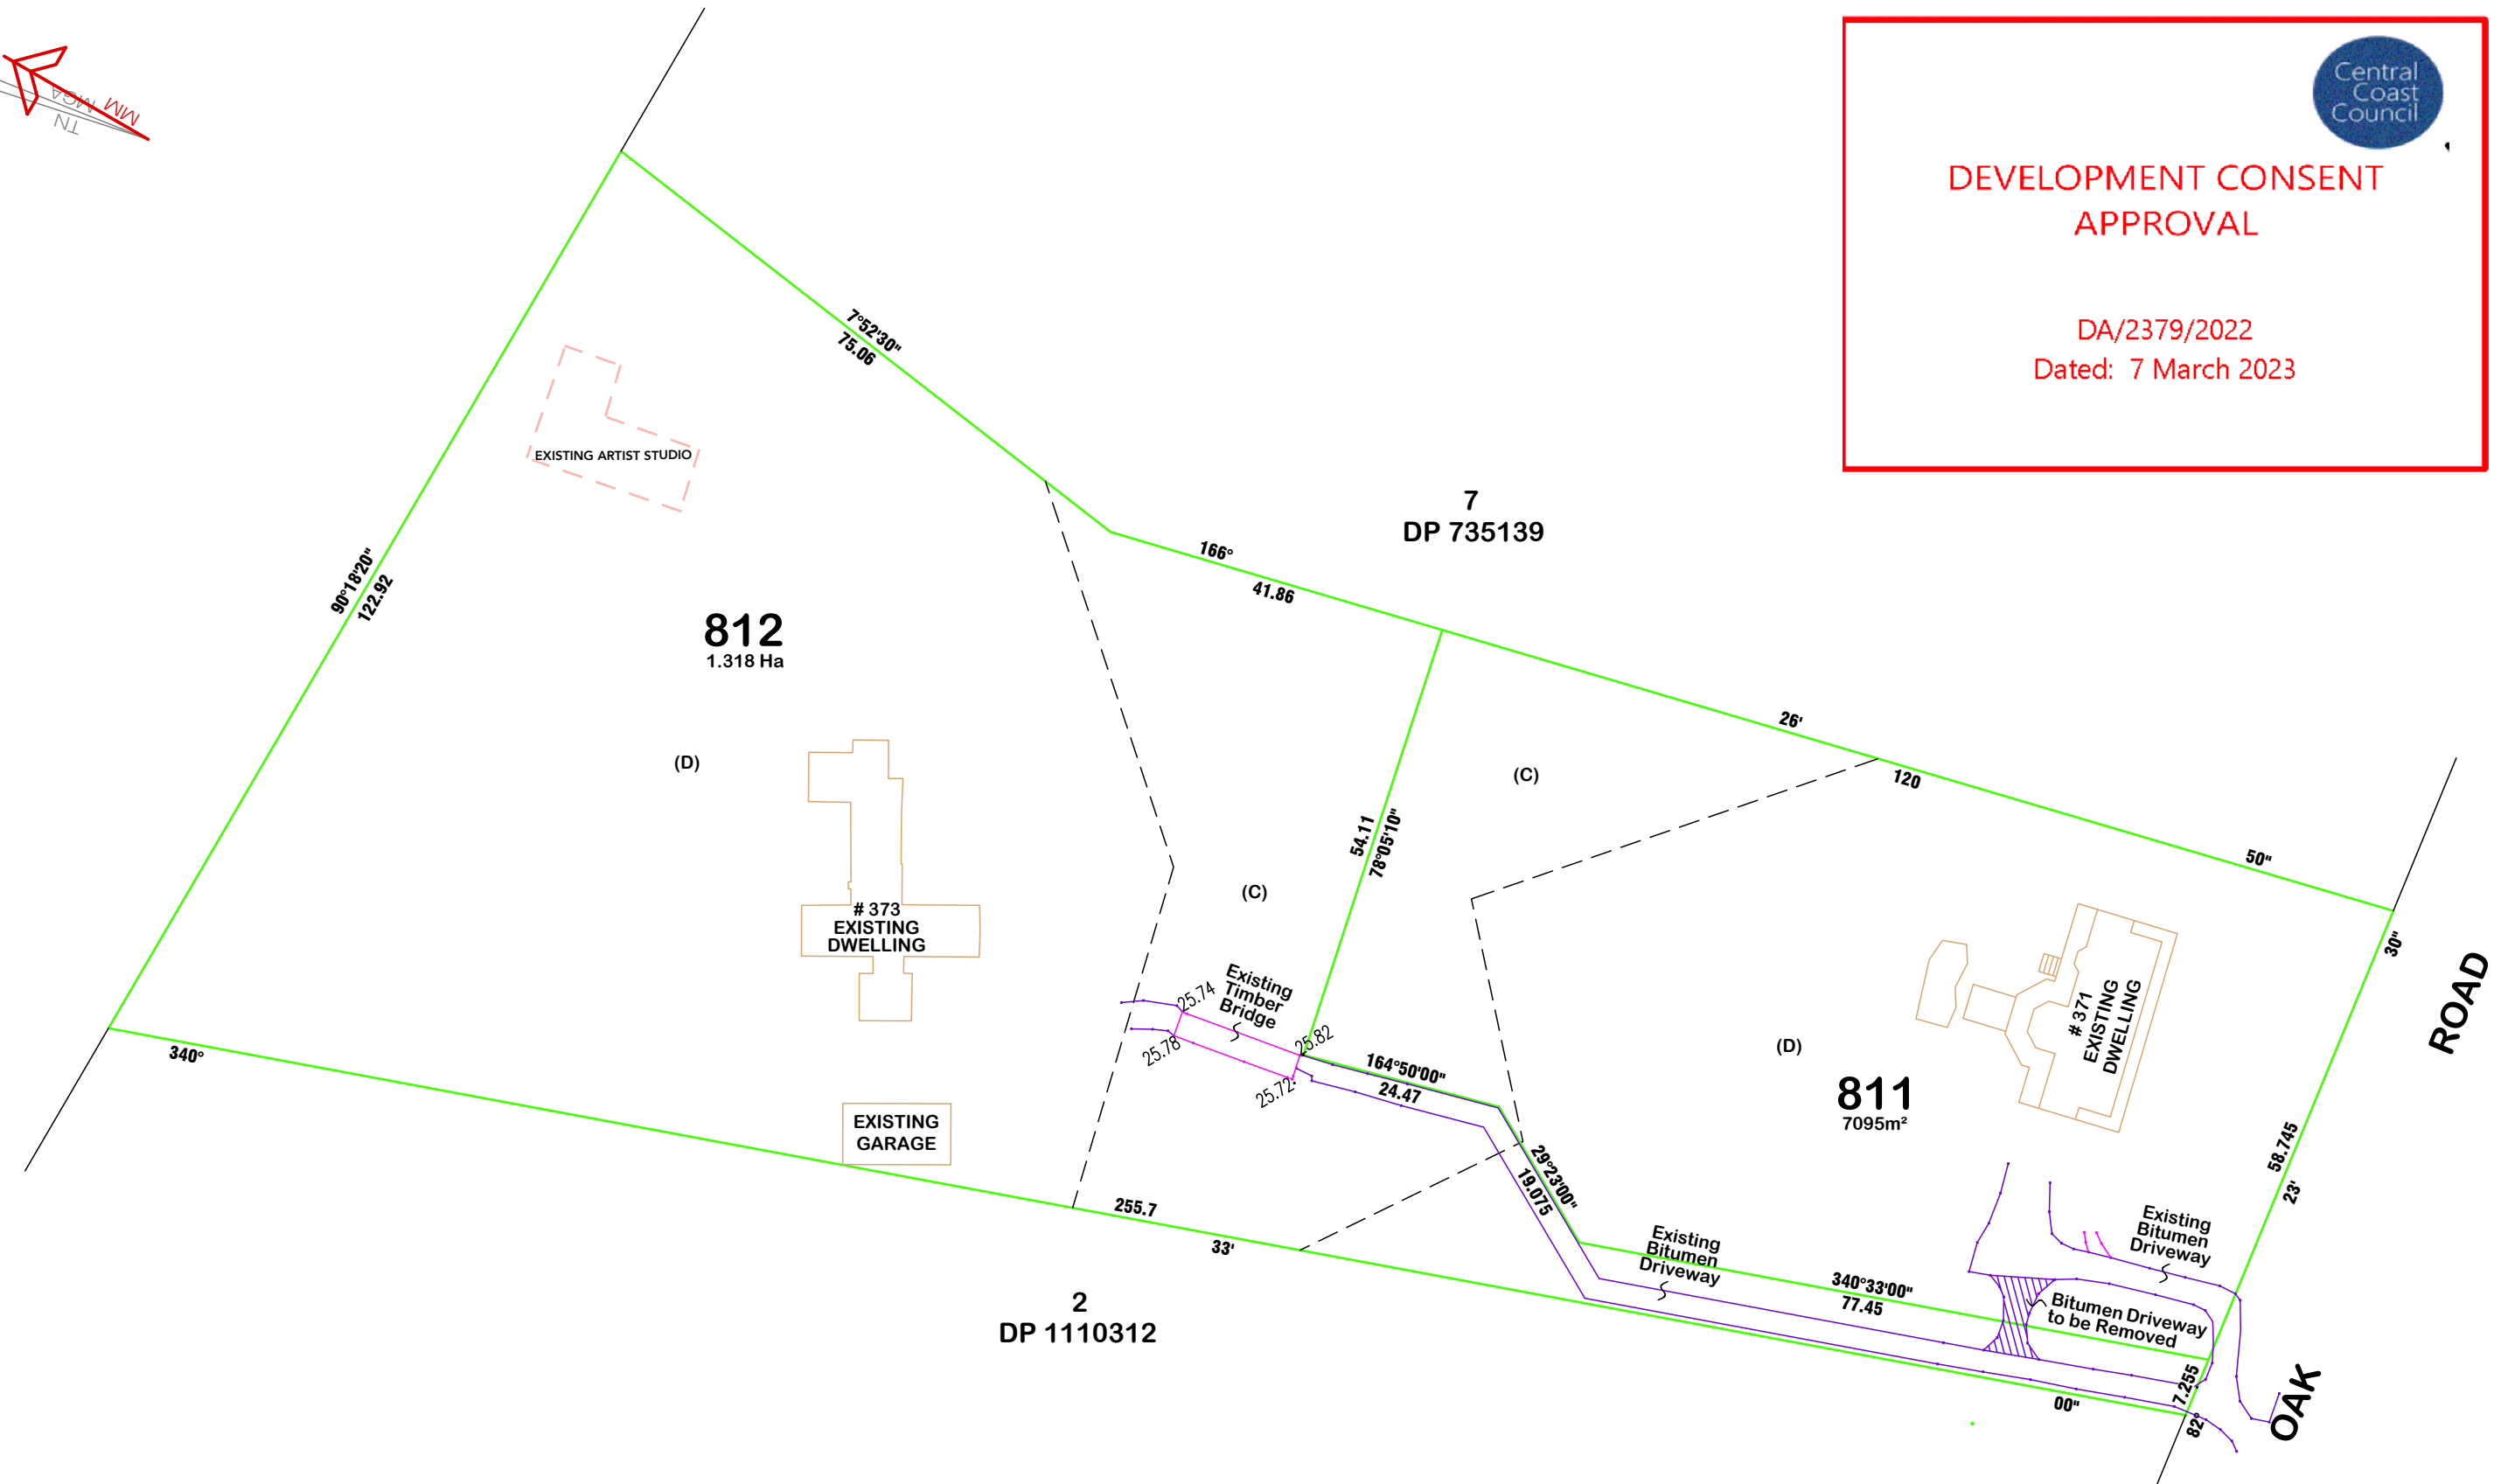 MM
MGA
TN
Central
Coast
Council
DEVELOPMENT CONSENT
APPROVAL
DA/2379/2022
Dated: 7 March 2023
7°52'30"
75.06
EXISTING ARTIST STUDIO
7
DP 735139
166°
41.86
90°18'20"
122.92
812
1.318 Ha
(D)
26'
120
50"
(C)
54.11
78°05'10"
(C)
# 373
EXISTING
DWELLING
30"
ROAD
# 371
EXISTING
DWELLING
Existing
Timber
Bridge
25.74
25.78
25.82
25.72
340°
164°50'00"
24.47
(D)
811
7095m²
EXISTING
GARAGE
29°23'00"
19.075
58.745
23'
255.7
33'
Existing
Bitumen
Driveway
Existing
Bitumen
Driveway
340°33'00"
77.45
Bitumen Driveway
to be Removed
2
DP 1110312
7.255
82°
00"
OAK